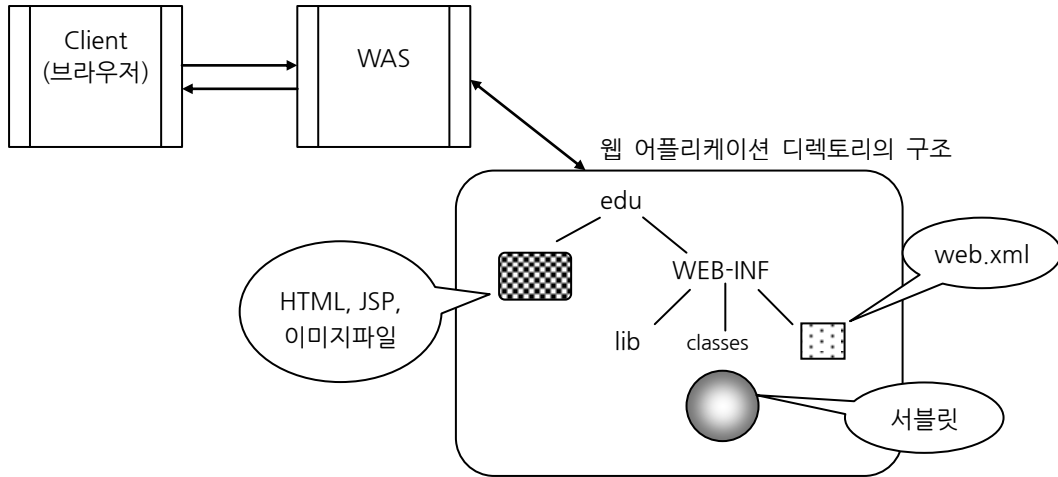 Client
(브라우저)
WAS
웹 어플리케이션 디렉토리의 구조
edu
web.xml
WEB-INF
HTML, JSP,
이미지파일
lib
classes
서블릿